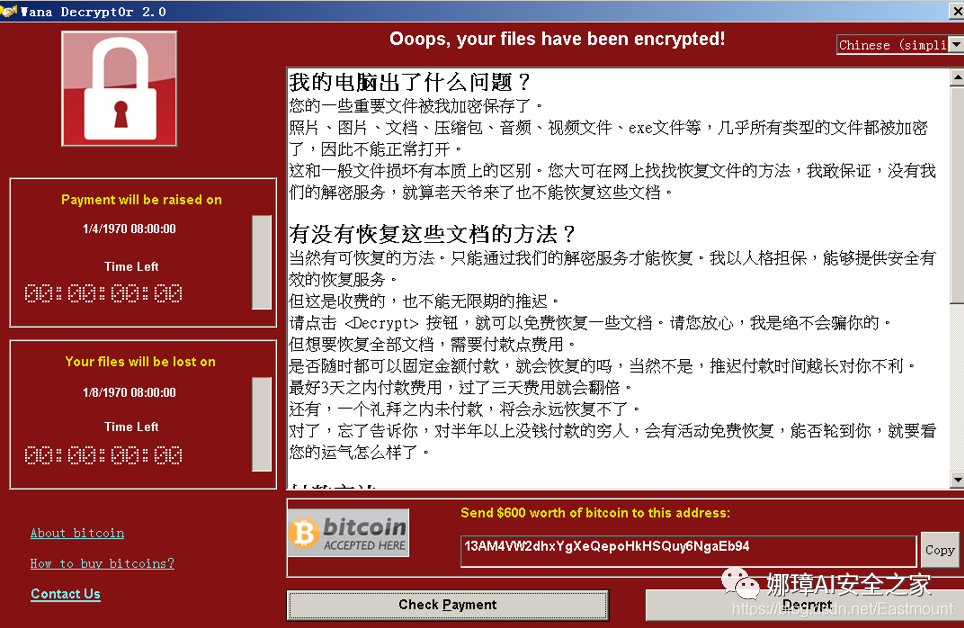 Wana Decrypt0r 2.0
Ooops, your files have been encrypted!
Chinese (simpli
Payment will be raised on
1/4/1970 08:00:00
Time Left
00:00:00:00
Your files will be lost on
1/8/1970 08:00:00
Time Left
00:00:00:00
About bitcoin
How to buy bitcoins?
Contact Us
我的电脑出了什么问题？
您的一些重要文件被我加密保存了。
照片、图片、文档、压缩包、音频、视频文件、exe文件等，几乎所有类型的文件都被加密
了，因此不能正常打开。
这和一般文件损坏有本质上的区别。您大可在网上找找恢复文件的方法，我敢保证，没有我
们的解密服务，就算老天爷来了也不能恢复这些文档。
有没有恢复这些文档的方法？
当然有可恢复的方法。只能通过我们的解密服务才能恢复。我以人格担保，能够提供安全有
效的恢复服务。
但这是收费的，也不能无限期的推迟。
请点击 <Decrypt> 按钮，就可以免费恢复一些文档。请您放心，我是绝不会骗你的。
但想要恢复全部文档，需要付款点费用。
是否随时都可以固定金额付款，就会恢复的吗，当然不是，推迟付款时间越长对你不利。
最好3天之内付款费用，过了三天费用就会翻倍。
还有，一个礼拜之内未付款，将会永远恢复不了。
对了，忘了告诉你，对半年以上没钱付款的穷人，会有活动免费恢复，能否轮到你，就要看
您的运气怎么样了。
bitcoin
ACCEPTED HERE
Send $600 worth of bitcoin to this address:
13AM4VW2dhxYgXeQepoHkHSQuy6NgaEb94
Copy
Check Payment
Decrypt
娜璋AI安全之家
https://blog.csdn.net/Eastmount